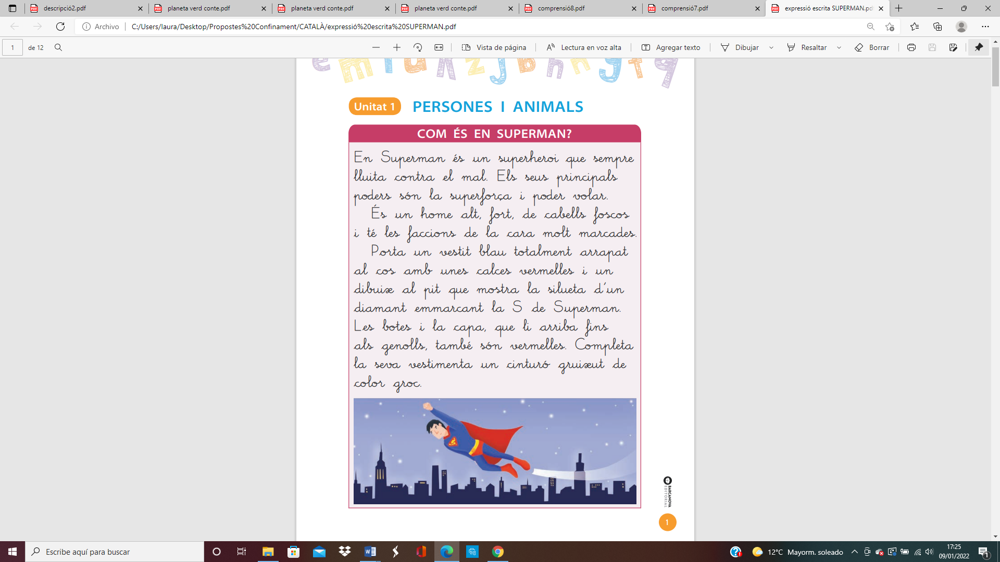 descripció2.pdf
planeta verd conte.pdf
planeta verd conte.pdf
planeta verd conte.pdf
comprensió8.pdf
comprensió7.pdf
expressió escrita SUPERMAN.pdf
Archivo
C:/Users/laura/Desktop/Propostes%20Confinament/CATALÀ/expressió%20escrita%20SUPERMAN.pdf
1 de 12
Vista de página
Lectura en voz alta
Agregar texto
Dibujar
Resaltar
Borrar
Unitat 1 PERSONES I ANIMALS
COM ÉS EN SUPERMAN?
En Superman és un superheroi que sempre
lluita contra el mal. Els seus principals
poders són la superforça i poder volar.
És un home alt, fort, de cabells foscos
i té les faccions de la cara molt marcades.
Porta un vestit blau totalment arrapat
al cos amb unes calces vermelles i un
dibuix al pit que mostra la silueta d'un
diamant emmarcant la S de Superman.
Les botes i la capa, que li arriba fins
als genolls, també són vermelles. Completa
la seva vestimenta un cinturó gruixut de
color groc.
BARCANOVA
EDITORIAL
1
Escribe aquí para buscar
12°C Mayorm. soleado
17:25
09/01/2022
1